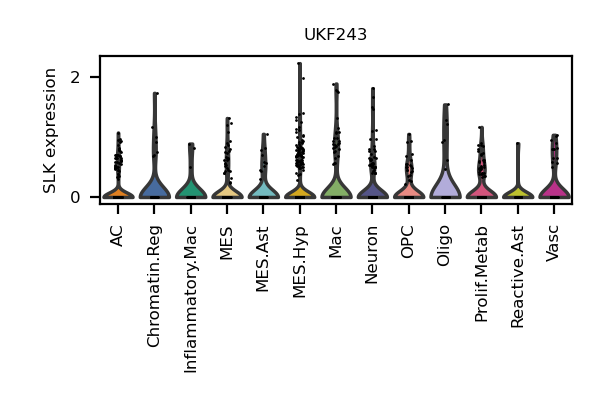 UKF243
SLK expression
2
0
AC
Chromatin.Reg
Inflammatory.Mac
MES
MES.Ast
MES.Hyp
Mac
Neuron
OPC
Oligo
Prolif.Metab
Reactive.Ast
Vasc